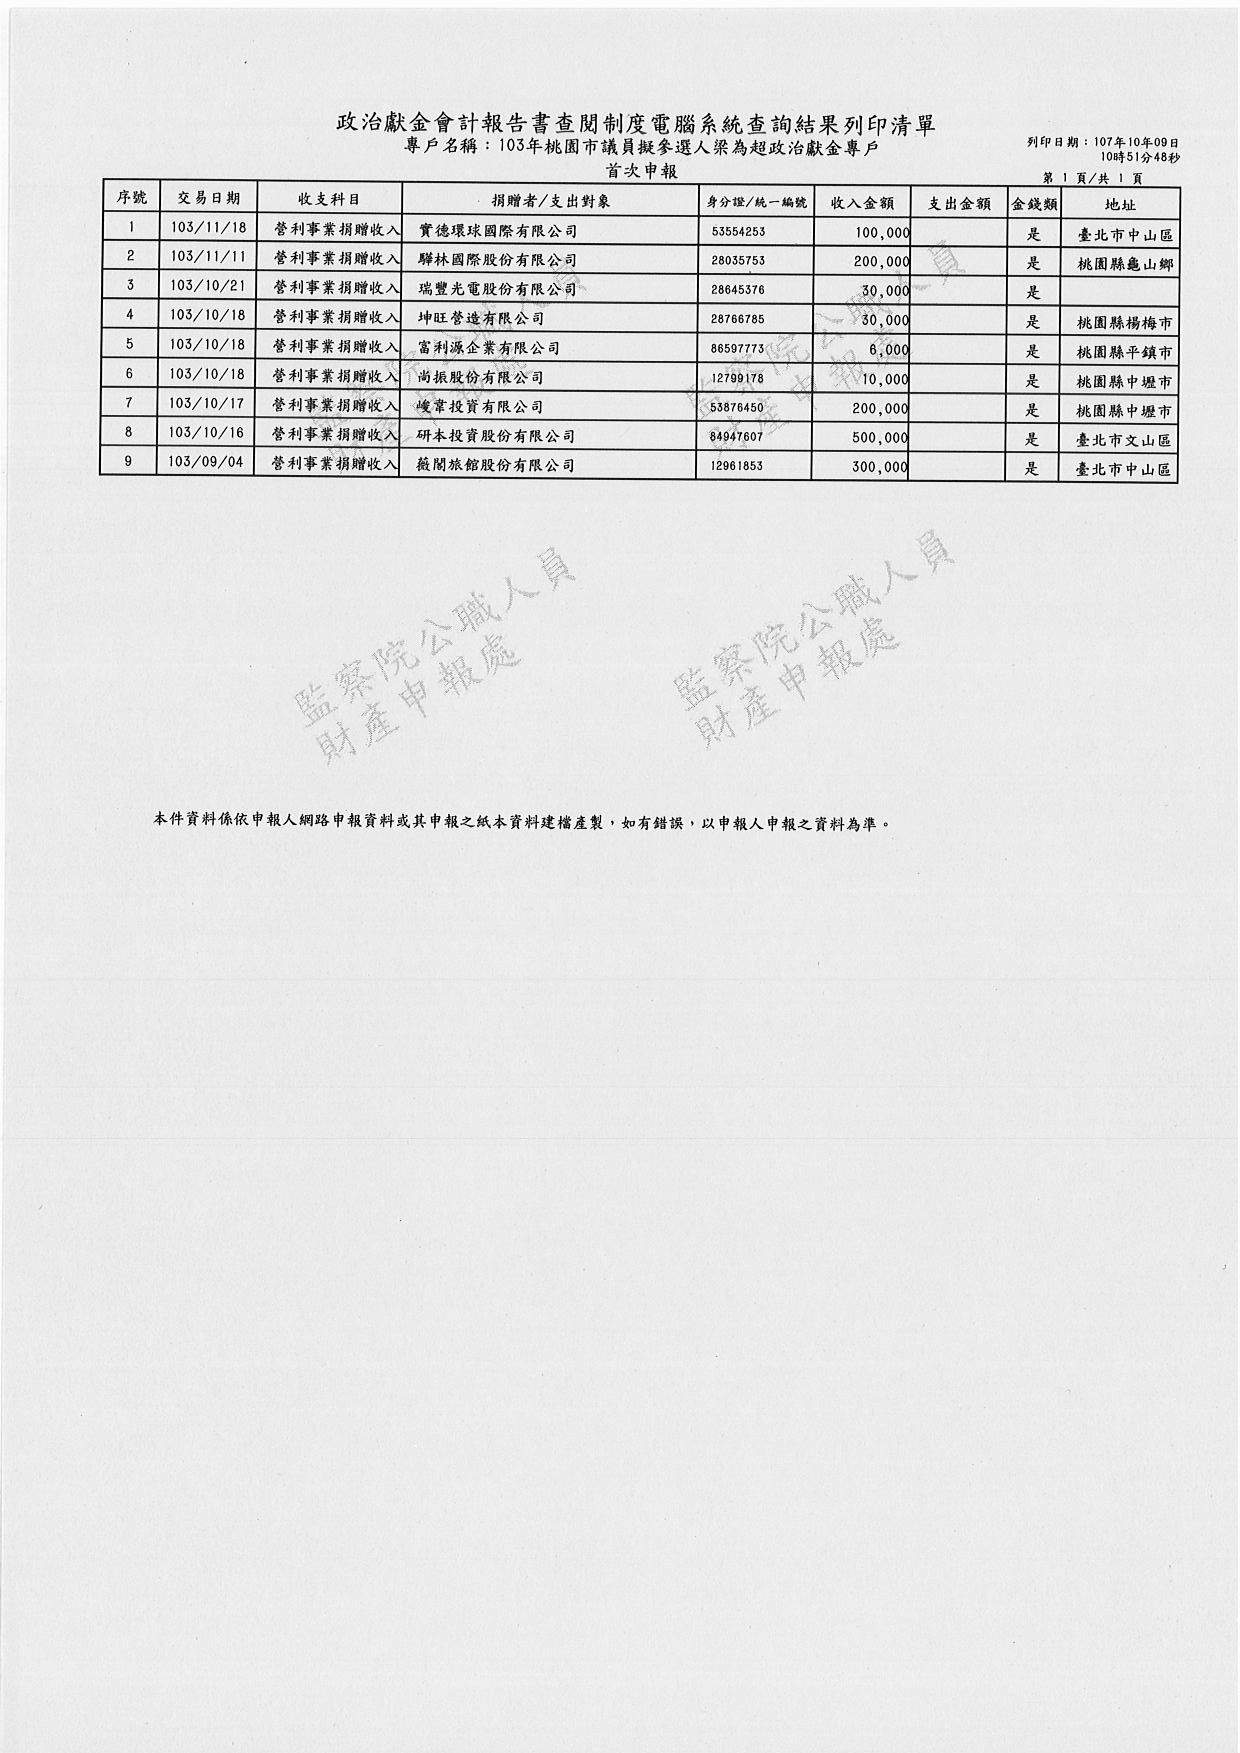 政治獻金會計報告書查閱制度電腦系統查詢結果列印清單
專戶名稱：103年桃園市議員擬參選人梁為超政治獻金專戶
列印日期：107年10年09日
10時51分48秒
首次申報
第 1 頁/共 1 頁
序號 交易日期 收支科目 捐贈者/支出對象 身分證/統一編號 收入金額 支出金額 金錢類 地址
1 103/11/18 營利事業捐贈收入 寶德環球國際有限公司 53554253 100,000 是 臺北市中山區
2 103/11/11 營利事業捐贈收入 驊林國際股份有限公司 28035753 200,000 是 桃園縣龜山鄉
3 103/10/21 營利事業捐贈收入 瑞豐光電股份有限公司 28645376 30,000 是
4 103/10/18 營利事業捐贈收入 坤旺營造有限公司 28766785 30,000 是 桃園縣楊梅市
5 103/10/18 營利事業捐贈收入 富利源企業有限公司 86597773 6,000 是 桃園縣平鎮市
6 103/10/18 營利事業捐贈收入 尚振股份有限公司 12799178 10,000 是 桃園縣中壢市
7 103/10/17 營利事業捐贈收入 峻韋投資有限公司 53876450 200,000 是 桃園縣中壢市
8 103/10/16 營利事業捐贈收入 研本投資股份有限公司 84947607 500,000 是 臺北市文山區
9 103/09/04 營利事業捐贈收入 薇閣旅館股份有限公司 12961853 300,000 是 臺北市中山區
監察院公職人員
財產申報處
監察院公職人員
財產申報處
監察院公職人員
財產申報處
監察院公職人員
財產申報處
本件資料係依申報人網路申報資料或其申報之紙本資料建檔產製，如有錯誤，以申報人申報之資料為準。